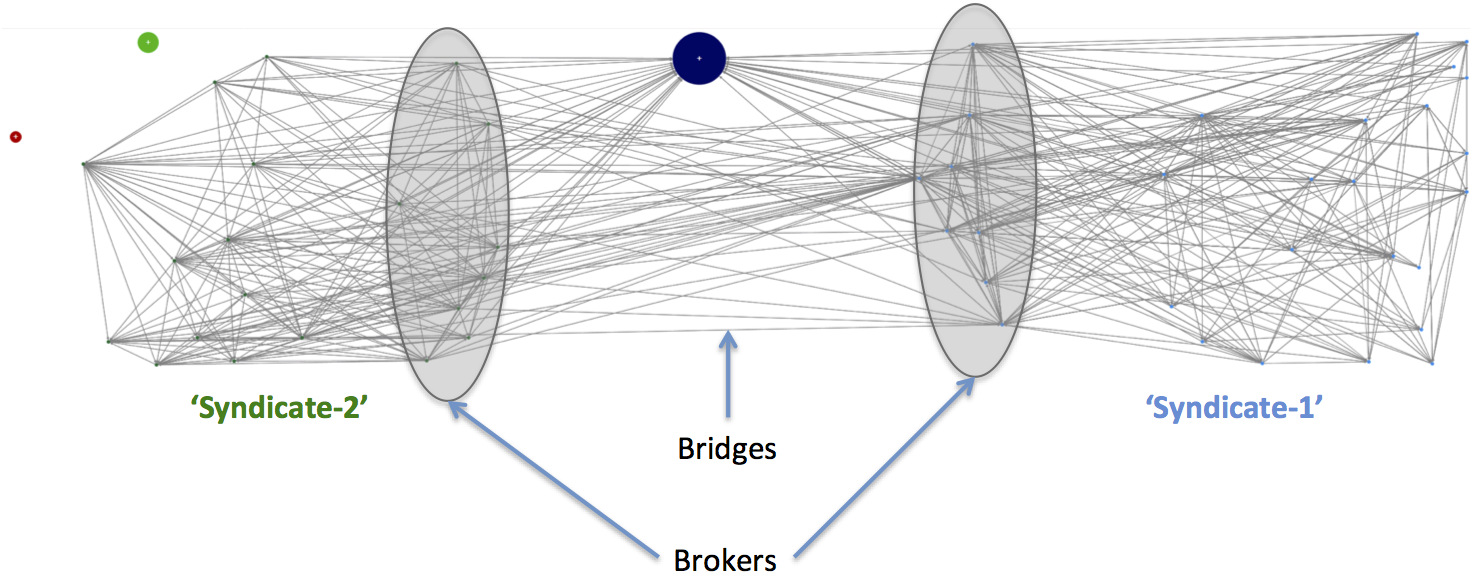 ‘Syndicate-2’
‘Syndicate-1’
Bridges
Brokers